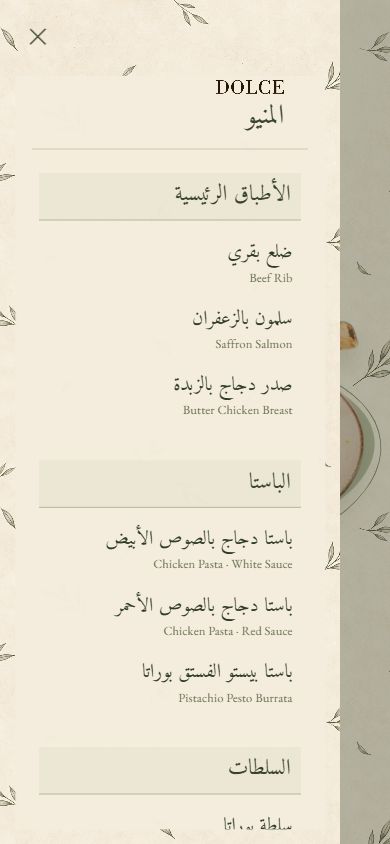 DOLCE
المنيو
الأطباق الرئيسية
ضلع بقري
Beef Rib
سلمون بالزعفران
Saffron Salmon
صدر دجاج بالزبدة
Butter Chicken Breast
الباستا
باستا دجاج بالصوص الأبيض
Chicken Pasta · White Sauce
باستا دجاج بالصوص الأحمر
Chicken Pasta · Red Sauce
باستا بيستو الفستق بوراتا
Pistachio Pesto Burrata
السلطات
سلطة بوراتا